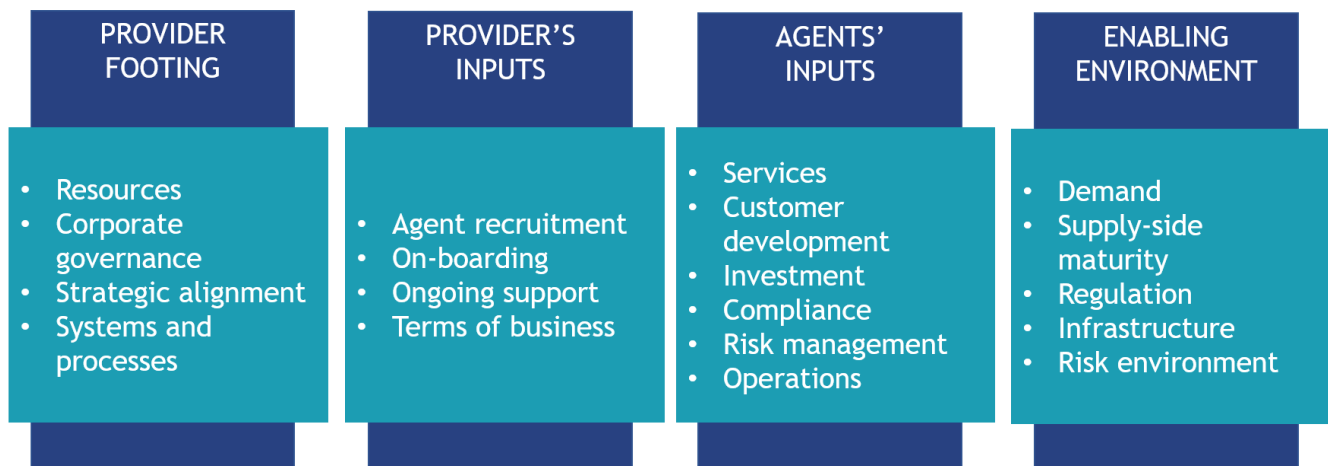 PROVIDER
FOOTING
• Resources
• Corporate
governance
• Strategic alignment
• Systems and
processes
PROVIDER’S
INPUTS
• Agent recruitment
• On-boarding
• Ongoing support
• Terms of business
AGENTS’
INPUTS
• Services
• Customer
development
• Investment
• Compliance
• Risk management
• Operations
ENABLING
ENVIRONMENT
• Demand
• Supply-side
maturity
• Regulation
• Infrastructure
• Risk environment